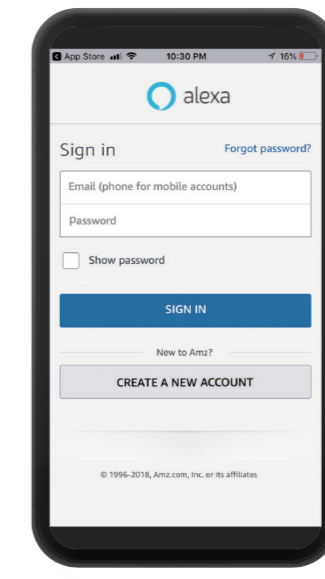 App Store 10:30 PM 16%
alexa
Sign in Forgot password?
Email (phone for mobile accounts)
Password
Show password
SIGN IN
New to Amz?
CREATE A NEW ACCOUNT
© 1996-2018, Amz.com, Inc. or its affiliates